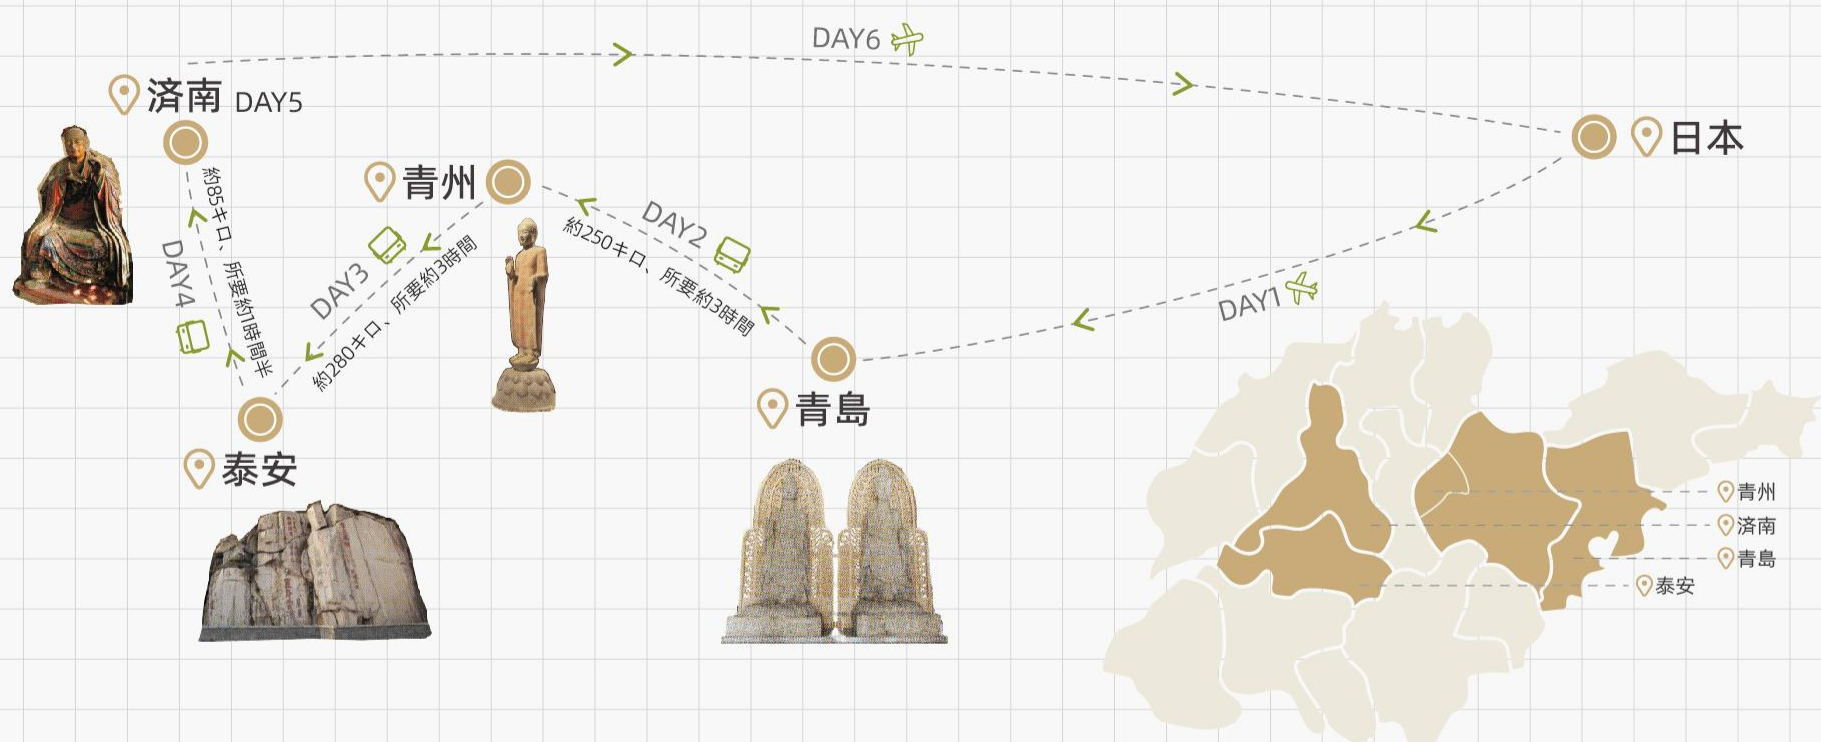 DAY6
済南 DAY5
日本
青州
DAY2
約250キロ、所要約3時間
約85キロ、所要約1時間半
DAY4
DAY3
約280キロ、所要約3時間
DAY1
青島
泰安
青州
済南
青島
泰安